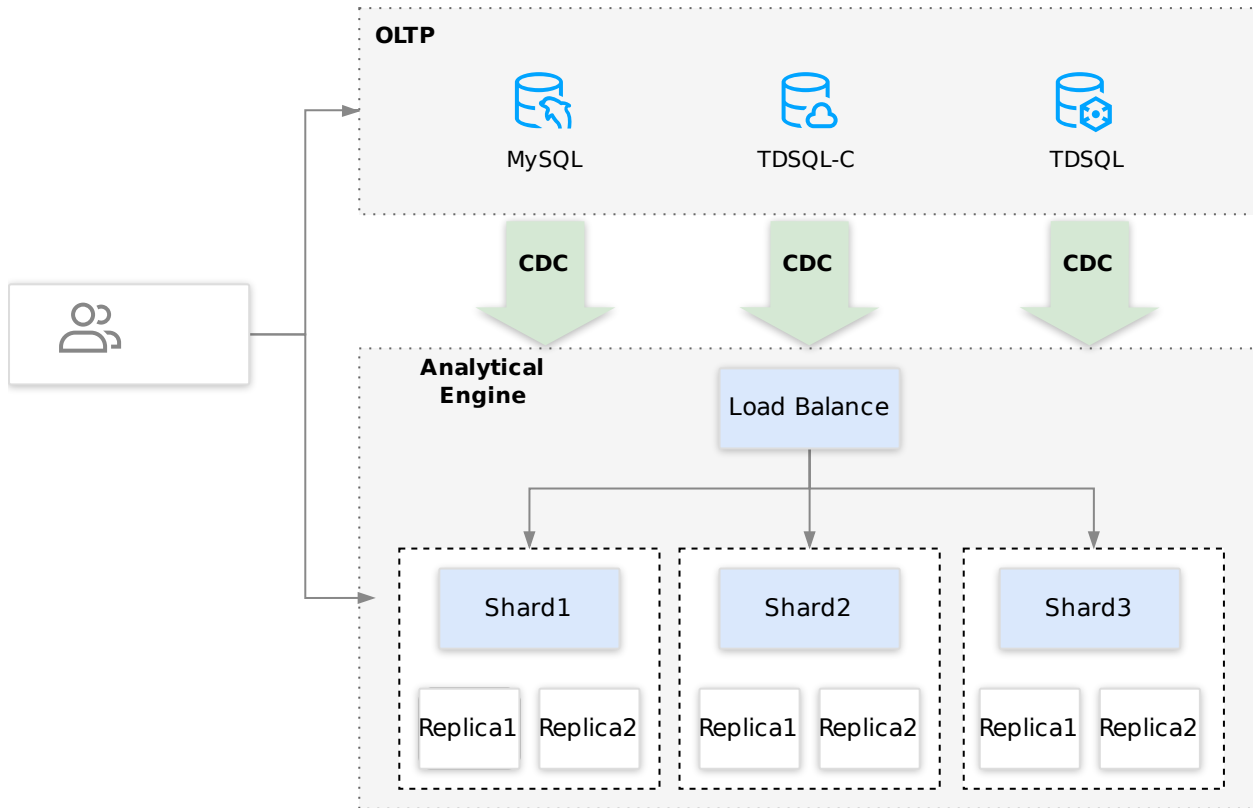 OLTP
MySQL
TDSQL-C
TDSQL
CDC
CDC
CDC
Analytical
Engine
Load Balance
Shard1
Shard2
Shard3
Replica1
Replica2
Replica1
Replica2
Replica1
Replica2